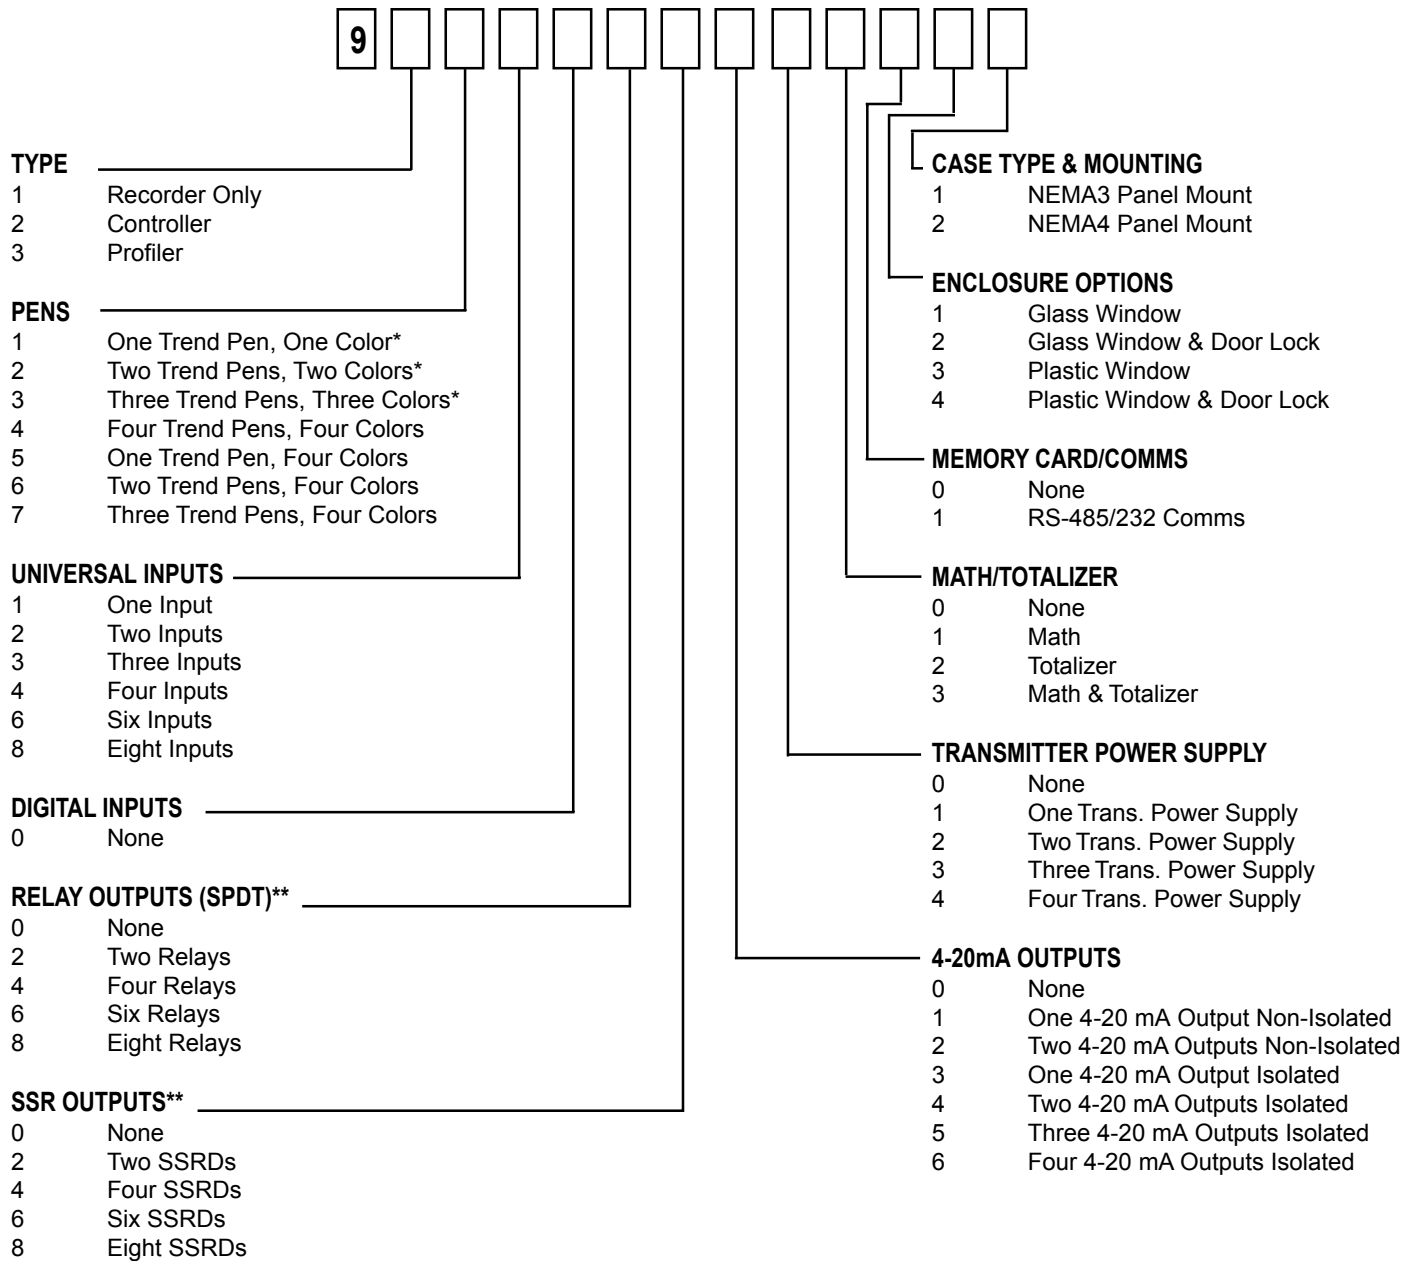 9
TYPE
1 Recorder Only
2 Controller
3 Profiler
PENS
1 One Trend Pen, One Color*
2 Two Trend Pens, Two Colors*
3 Three Trend Pens, Three Colors*
4 Four Trend Pens, Four Colors
5 One Trend Pen, Four Colors
6 Two Trend Pens, Four Colors
7 Three Trend Pens, Four Colors
UNIVERSAL INPUTS
1 One Input
2 Two Inputs
3 Three Inputs
4 Four Inputs
6 Six Inputs
8 Eight Inputs
DIGITAL INPUTS
0 None
RELAY OUTPUTS (SPDT)**
0 None
2 Two Relays
4 Four Relays
6 Six Relays
8 Eight Relays
SSR OUTPUTS**
0 None
2 Two SSRDs
4 Four SSRDs
6 Six SSRDs
8 Eight SSRDs
CASE TYPE & MOUNTING
1 NEMA3 Panel Mount
2 NEMA4 Panel Mount
ENCLOSURE OPTIONS
1 Glass Window
2 Glass Window & Door Lock
3 Plastic Window
4 Plastic Window & Door Lock
MEMORY CARD/COMMS
0 None
1 RS-485/232 Comms
MATH/TOTALIZER
0 None
1 Math
2 Totalizer
3 Math & Totalizer
TRANSMITTER POWER SUPPLY
0 None
1 One Trans. Power Supply
2 Two Trans. Power Supply
3 Three Trans. Power Supply
4 Four Trans. Power Supply
4-20mA OUTPUTS
0 None
1 One 4-20 mA Output Non-Isolated
2 Two 4-20 mA Outputs Non-Isolated
3 One 4-20 mA Output Isolated
4 Two 4-20 mA Outputs Isolated
5 Three 4-20 mA Outputs Isolated
6 Four 4-20 mA Outputs Isolated